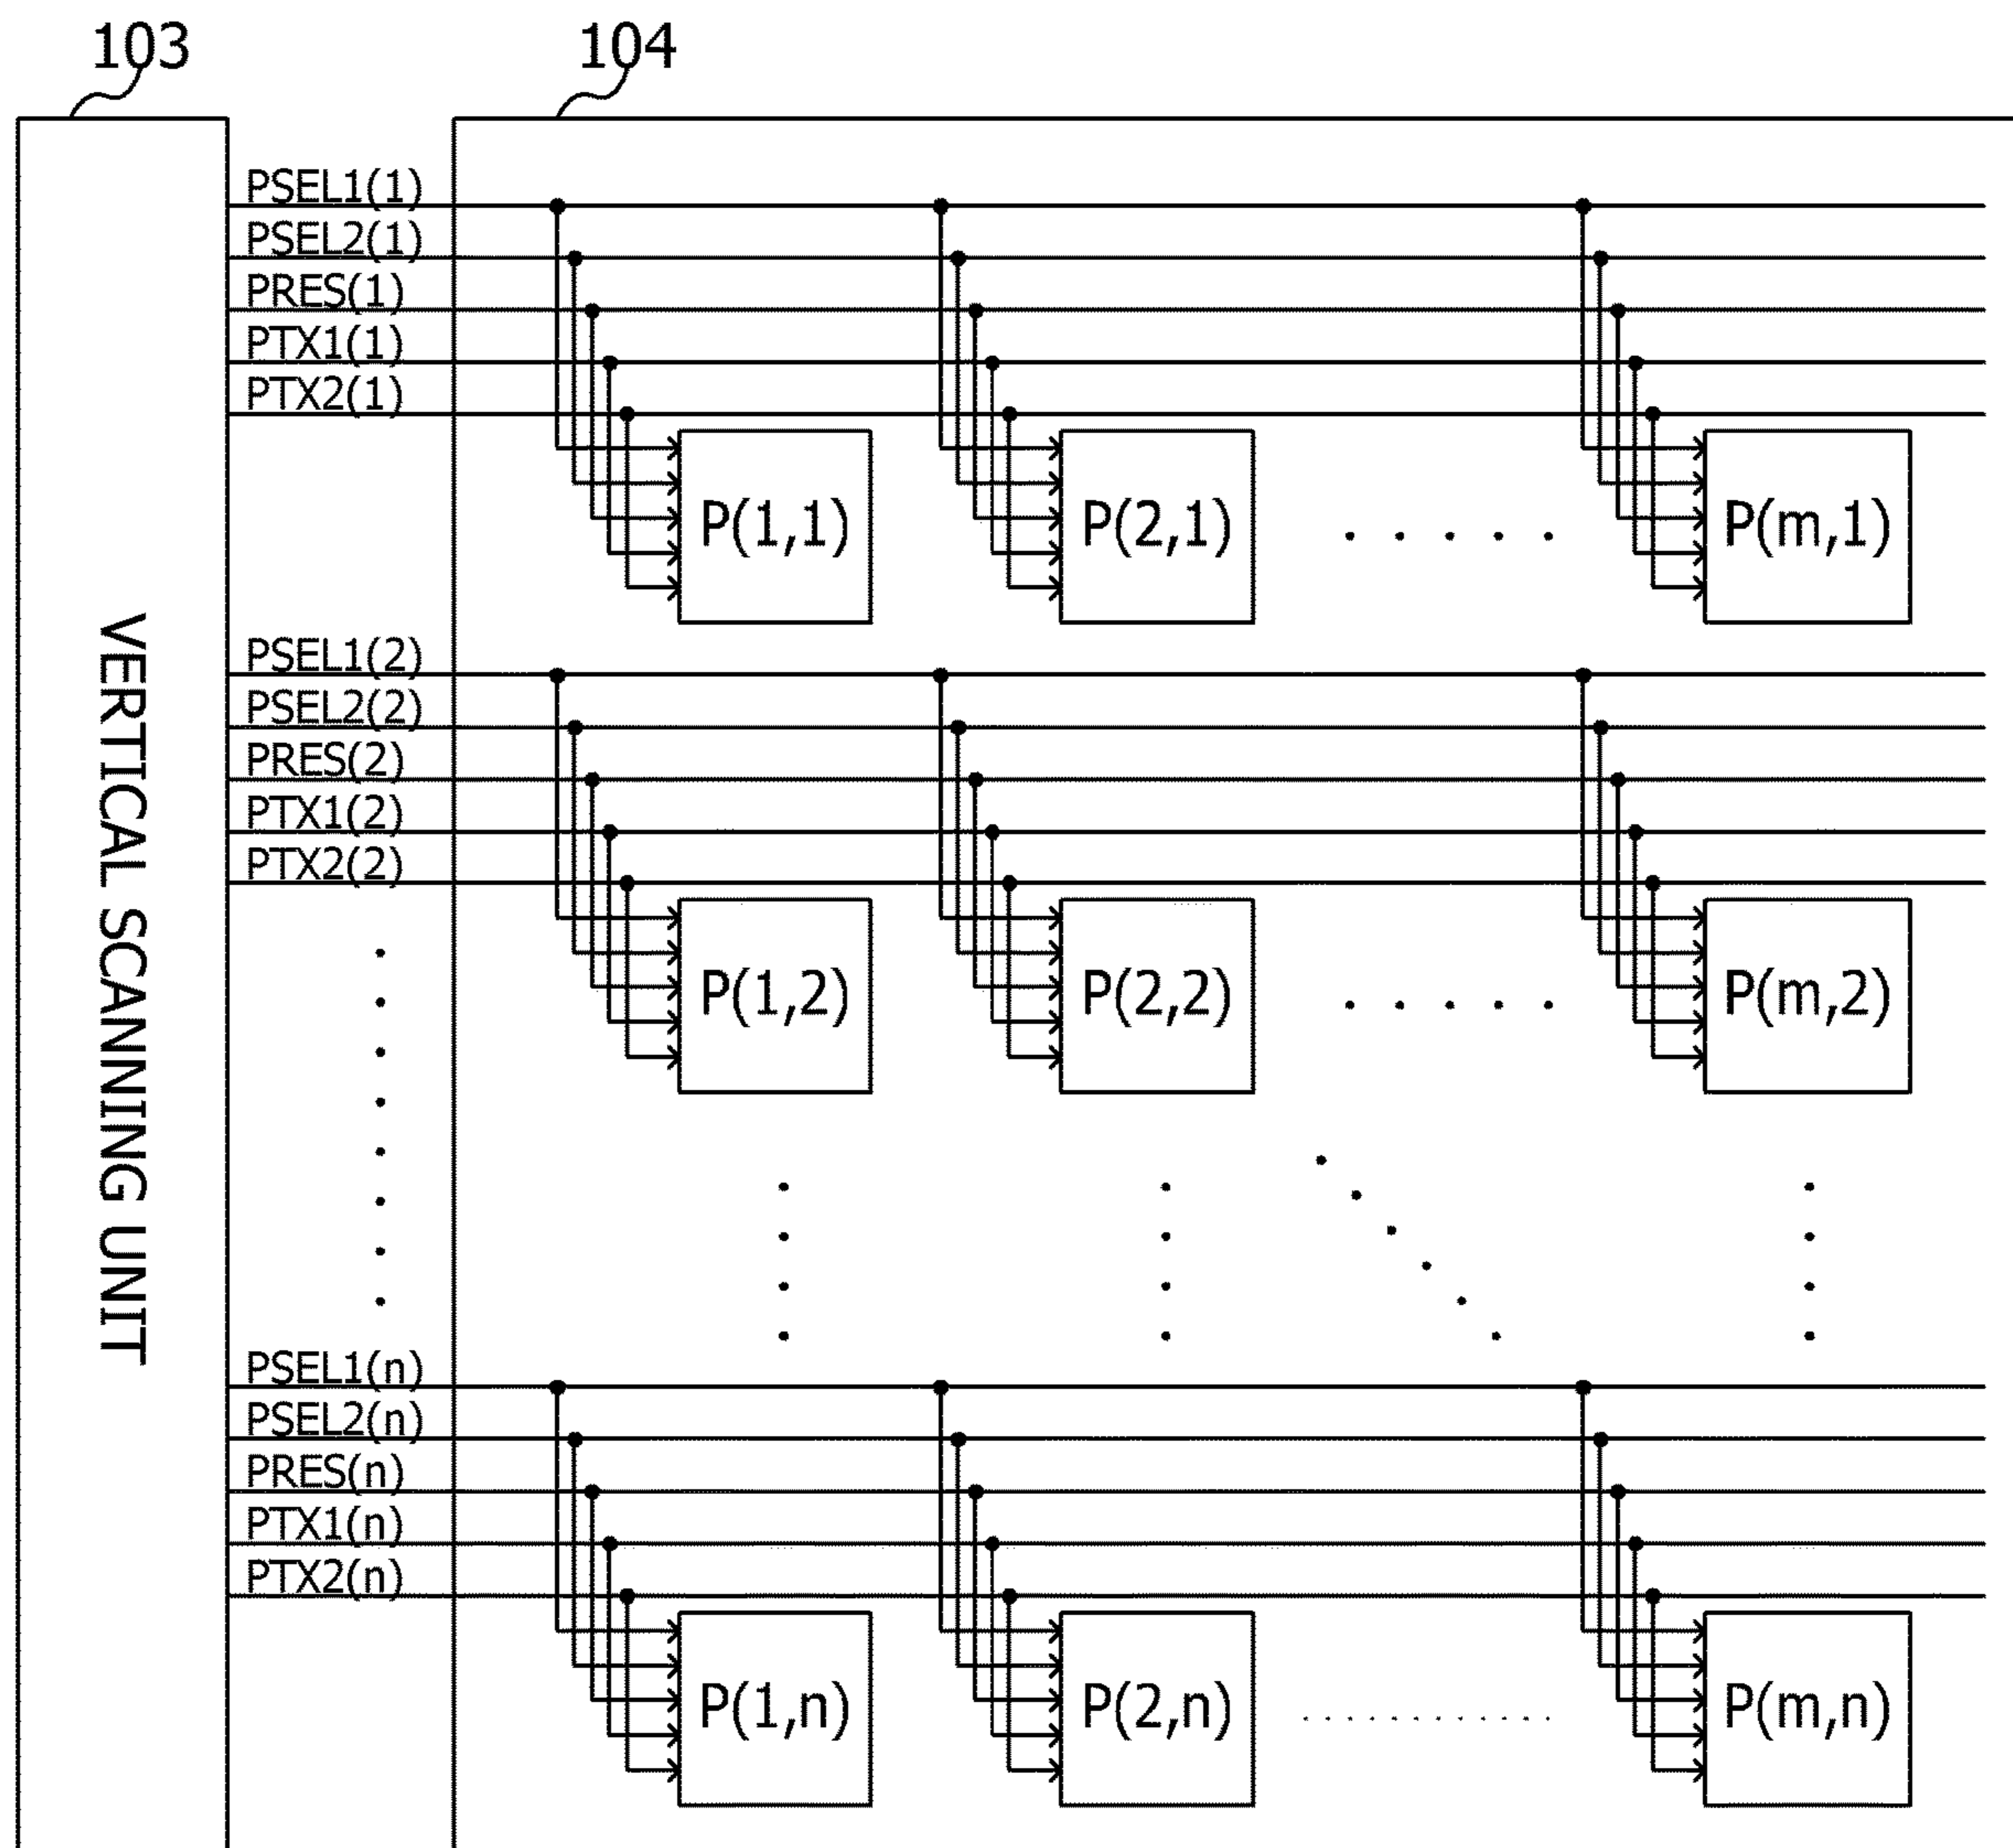 103
104
VERTICAL SCANNING UNIT
PSEL1(1)
PSEL2(1)
PRES(1)
PTX1(1)
PTX2(1)
P(1,1)
P(2,1)
P(m,1)
PSEL1(2)
PSEL2(2)
PRES(2)
PTX1(2)
PTX2(2)
P(1,2)
P(2,2)
P(m,2)
PSEL1(n)
PSEL2(n)
PRES(n)
PTX1(n)
PTX2(n)
P(1,n)
P(2,n)
P(m,n)